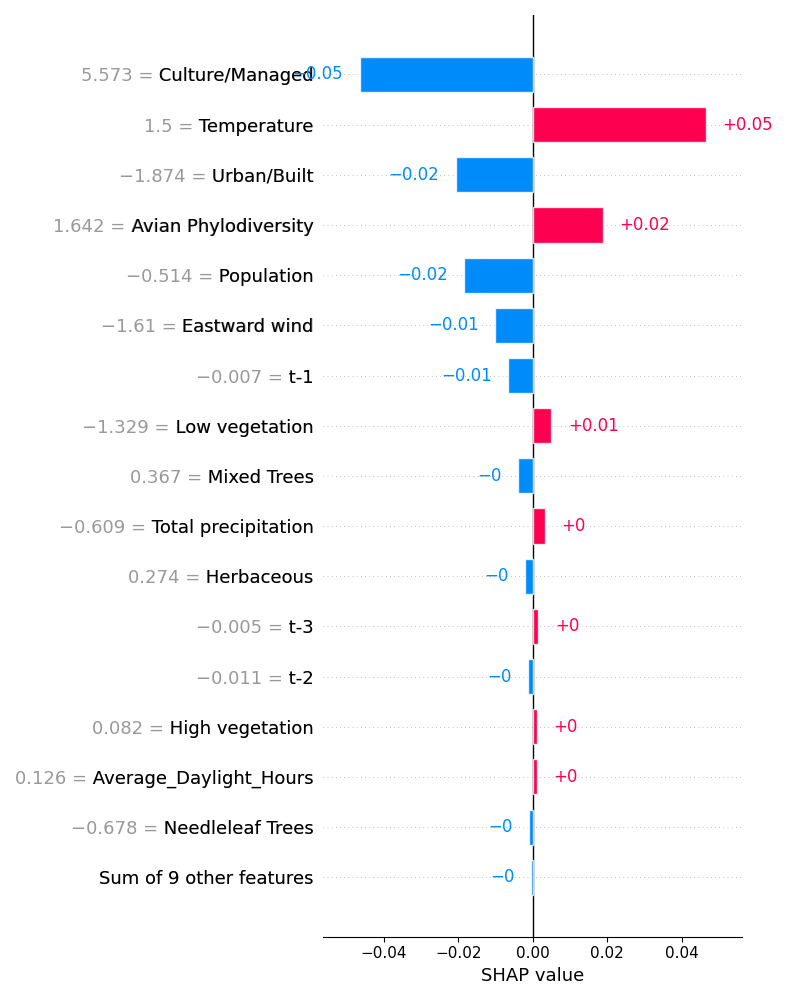 5.573 = Culture/Managed −0.05
1.5 = Temperature +0.05
−1.874 = Urban/Built −0.02
1.642 = Avian Phylodiversity +0.02
−0.514 = Population −0.02
−1.61 = Eastward wind −0.01
−0.007 = t-1 −0.01
−1.329 = Low vegetation +0.01
0.367 = Mixed Trees −0
−0.609 = Total precipitation +0
0.274 = Herbaceous −0
−0.005 = t-3 +0
−0.011 = t-2 −0
0.082 = High vegetation +0
0.126 = Average_Daylight_Hours +0
−0.678 = Needleleaf Trees −0
Sum of 9 other features −0
−0.04 −0.02 0.00 0.02 0.04
SHAP value